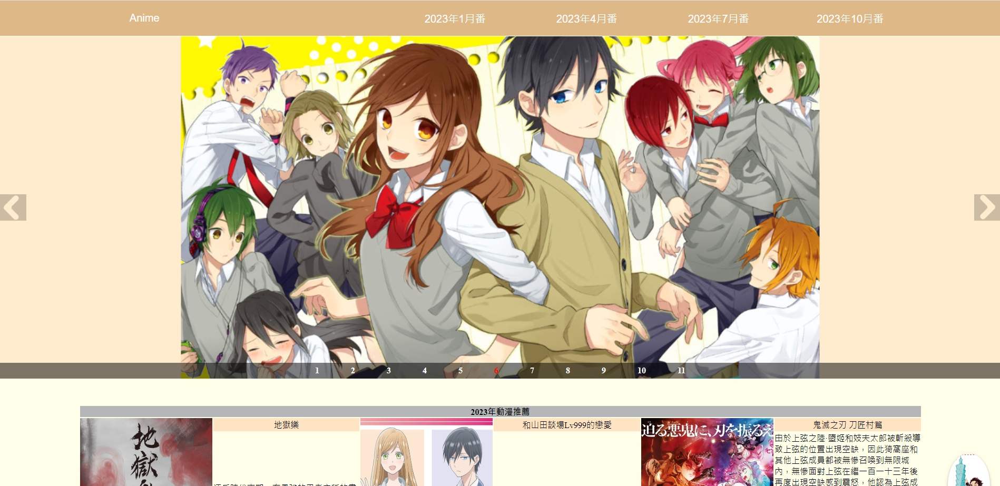 Anime
2023年1月番
2023年4月番
2023年7月番
2023年10月番
1 2 3 4 5 6 7 8 9 10 11
2023年動漫推薦
地獄樂
地獄
和山田談場Lv999的戀愛
迫る悪鬼に、刃を振るえ
鬼滅之刃 刀匠村篇
由於上弦之陸·墮姬和妓夫太郎被斬殺導
致上弦的位置出現空缺，因此猗窩座和
其他上弦成員都被無慘召喚到無限城
內，無慘面對上弦在繼一百一十三年後
再度出現空缺感到震怒，他認為上弦成